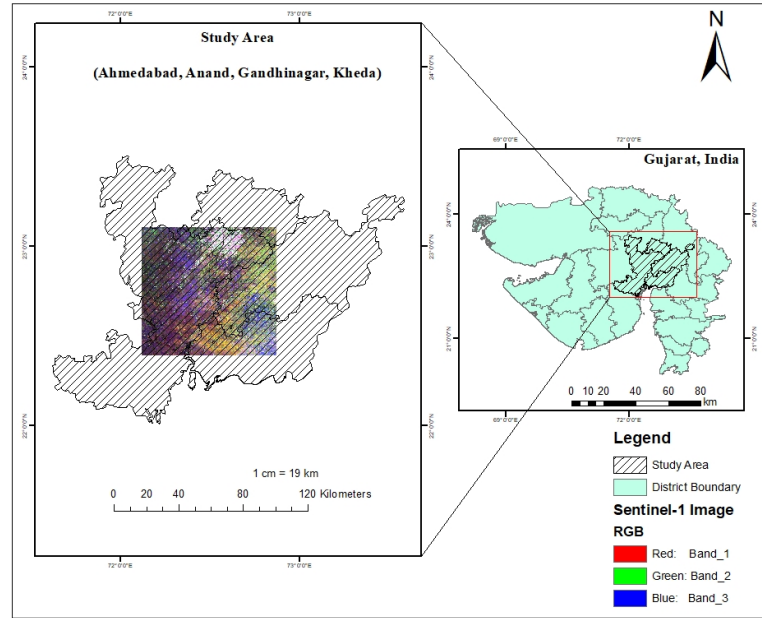 72°0'0"E 73°0'0"E
Study Area
(Ahmedabad, Anand, Gandhinagar, Kheda)
24°0'0"N 24°0'0"N
23°0'0"N 23°0'0"N
22°0'0"N 22°0'0"N
1 cm = 19 km
0 20 40 80 120 Kilometers
72°0'0"E 73°0'0"E
N
69°0'0"E 72°0'0"E
Gujarat, India
24°0'0"N 24°0'0"N
21°0'0"N 21°0'0"N
0 10 20 40 60 80
km
69°0'0"E 72°0'0"E
Legend
Study Area
District Boundary
Sentinel-1 Image
RGB
Red: Band_1
Green: Band_2
Blue: Band_3